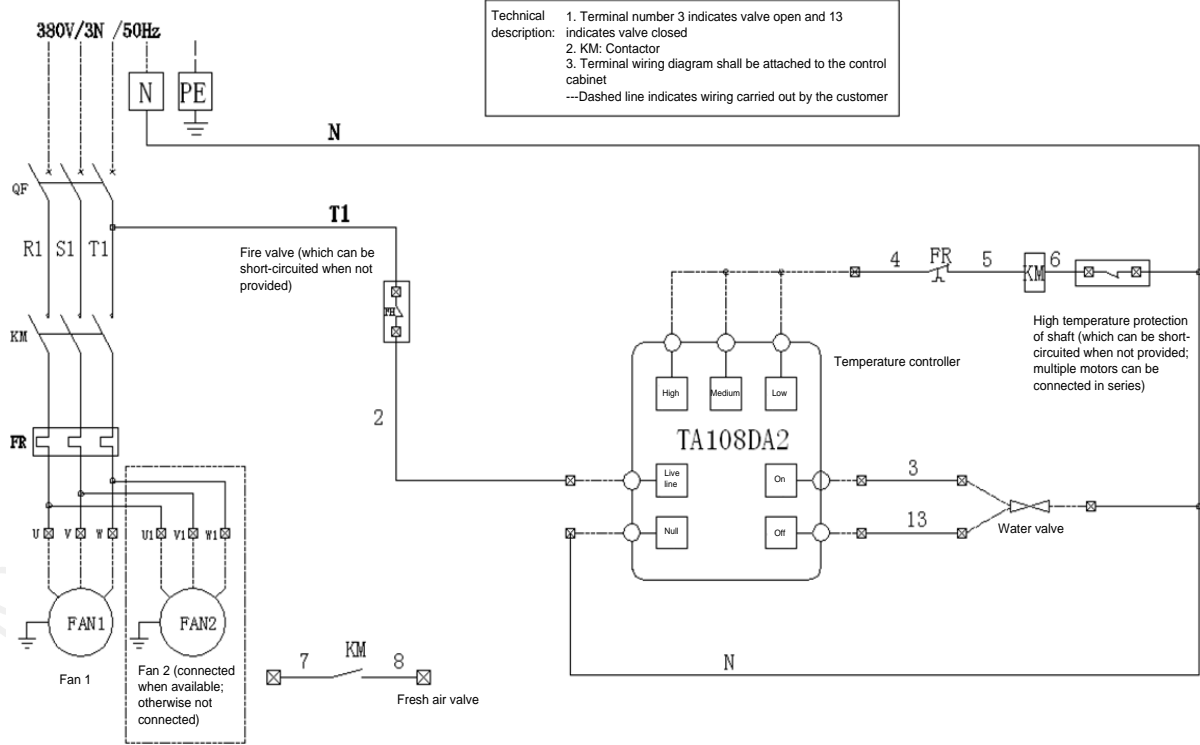 Technical description:
1. Terminal number 3 indicates valve open and 13
indicates valve closed
2. KM: Contactor
3. Terminal wiring diagram shall be attached to the control
cabinet
---Dashed line indicates wiring carried out by the customer
380V/3N /50Hz
N
PE
N
QF
T1
R1
S1
T1
Fire valve (which can be
short-circuited when not
provided)
FH
4
FR
5
KM
6
KM
High temperature protection
of shaft (which can be short-
circuited when not provided;
multiple motors can be
connected in series)
Temperature controller
High
Medium
Low
2
TA108DA2
FR
Live
line
On
3
Null
Off
13
Water valve
U
V
W
U1
V1
W1
FAN1
FAN2
Fan 1
Fan 2 (connected
when available;
otherwise not
connected)
7
KM
8
Fresh air valve
N